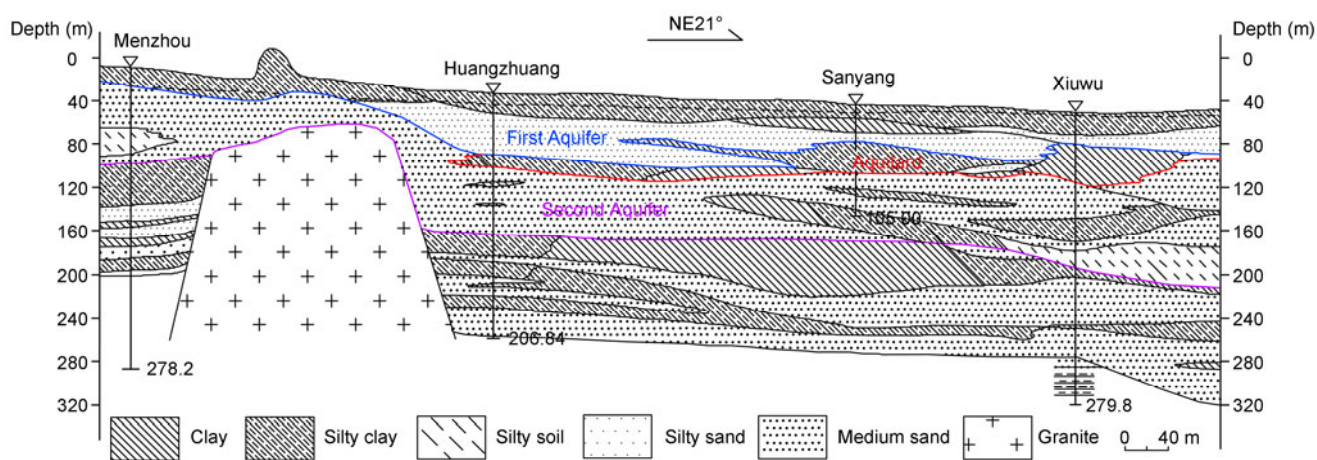 NE21°
Depth (m)
Depth (m)
Menzhou
Huangzhuang
Sanyang
Xiuwu
0
40
80
120
160
200
240
280
320
0
40
80
120
160
200
240
280
320
First Aquifer
Aquitard
Second Aquifer
105.00
206.84
278.2
279.8
Clay
Silty clay
Silty soil
Silty sand
Medium sand
Granite
0 40 m